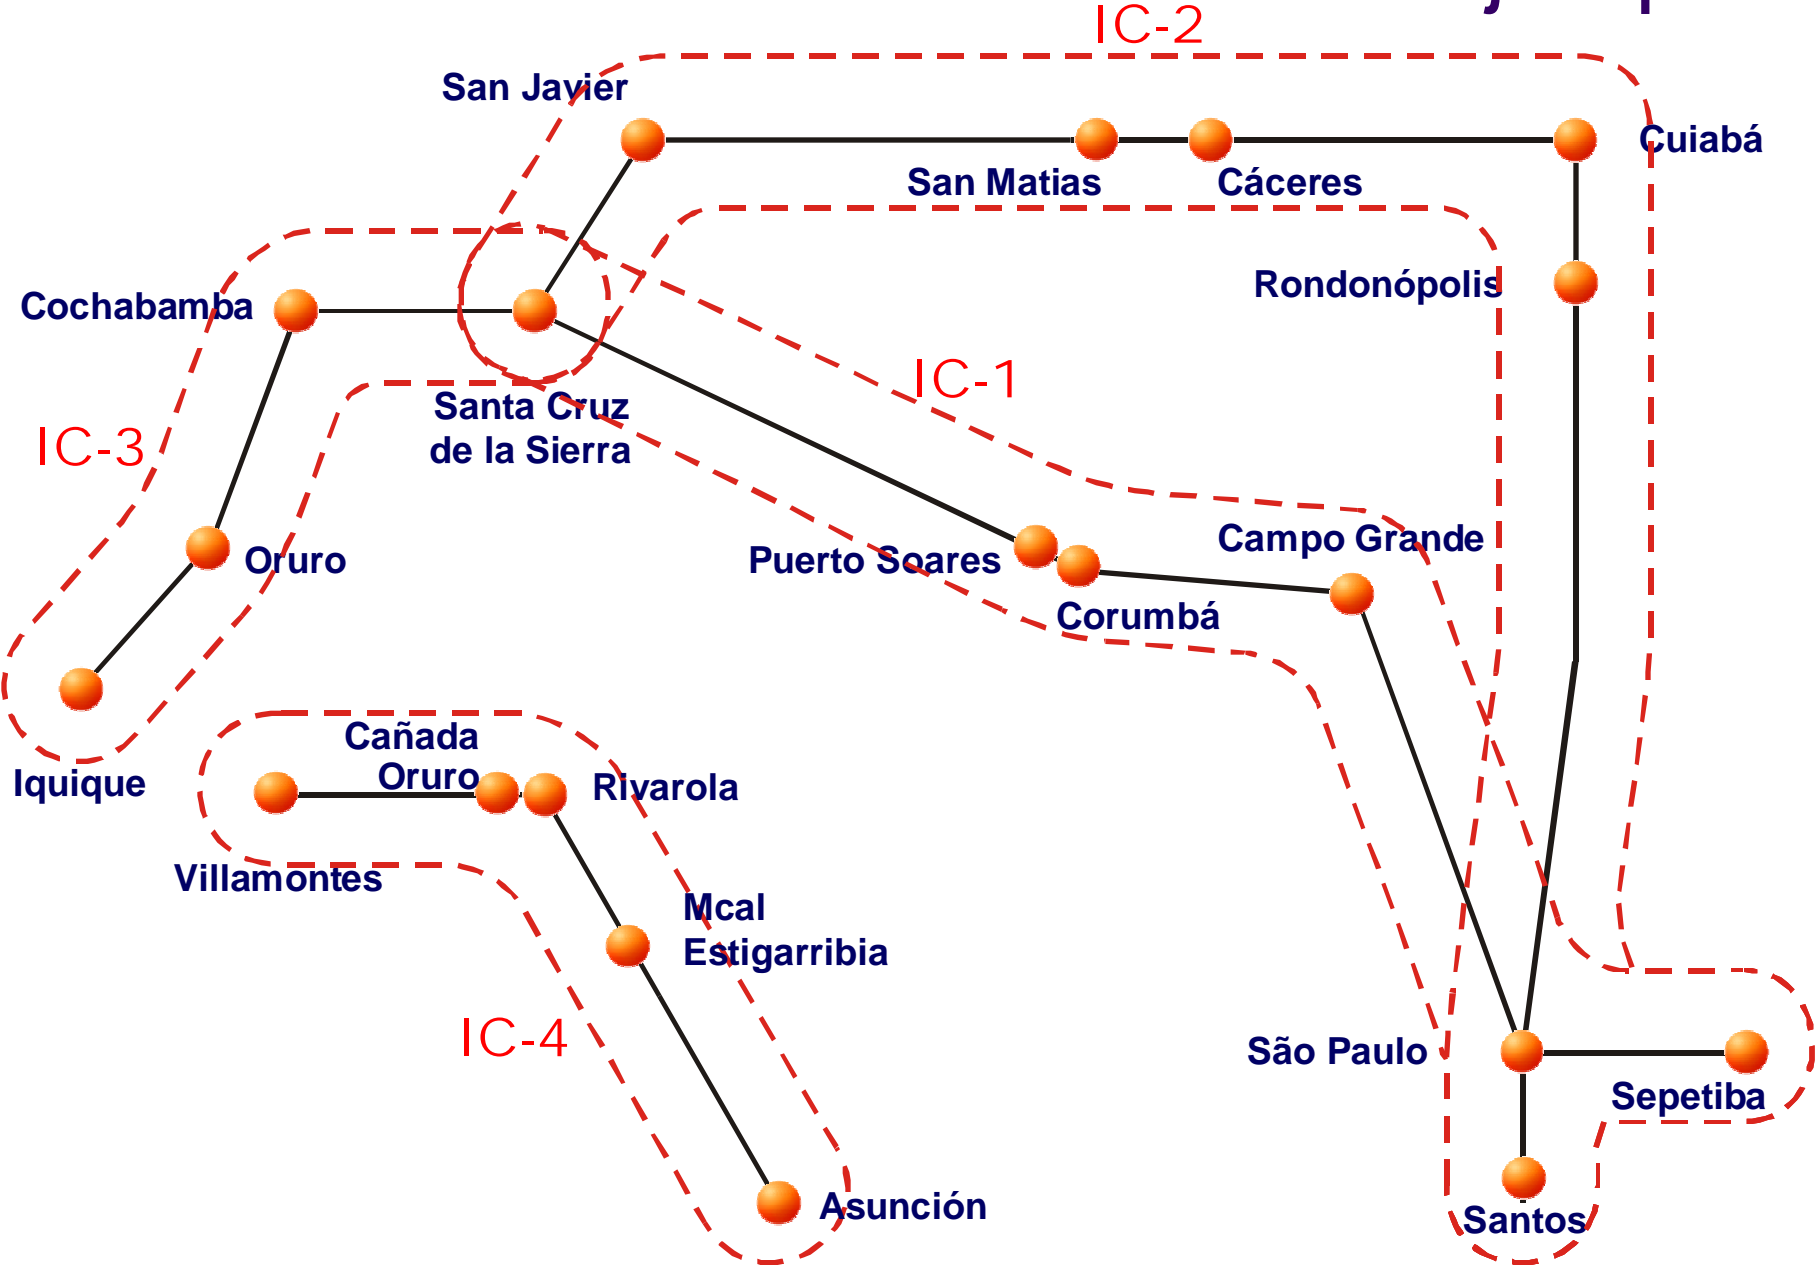 IC-2
San Javier
Cuiabá
San Matias
Cáceres
Rondonópolis
Cochabamba
IC-1
Santa Cruz
de la Sierra
IC-3
Campo Grande
Puerto Soares
Oruro
Corumbá
Cañada
Oruro
Rivarola
Iquique
Villamontes
Mcal
Estigarribia
IC-4
São Paulo
Sepetiba
Asunción
Santos